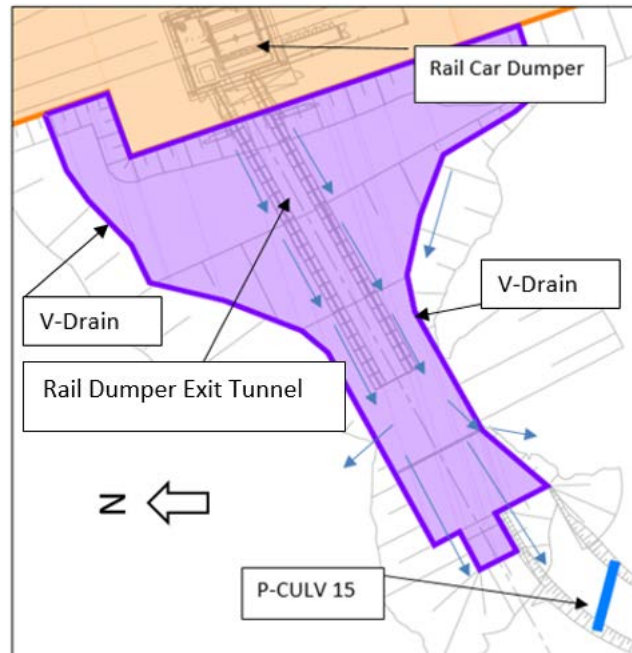 Rail Car Dumper
V-Drain
V-Drain
Rail Dumper Exit Tunnel
N
P-CULV 15